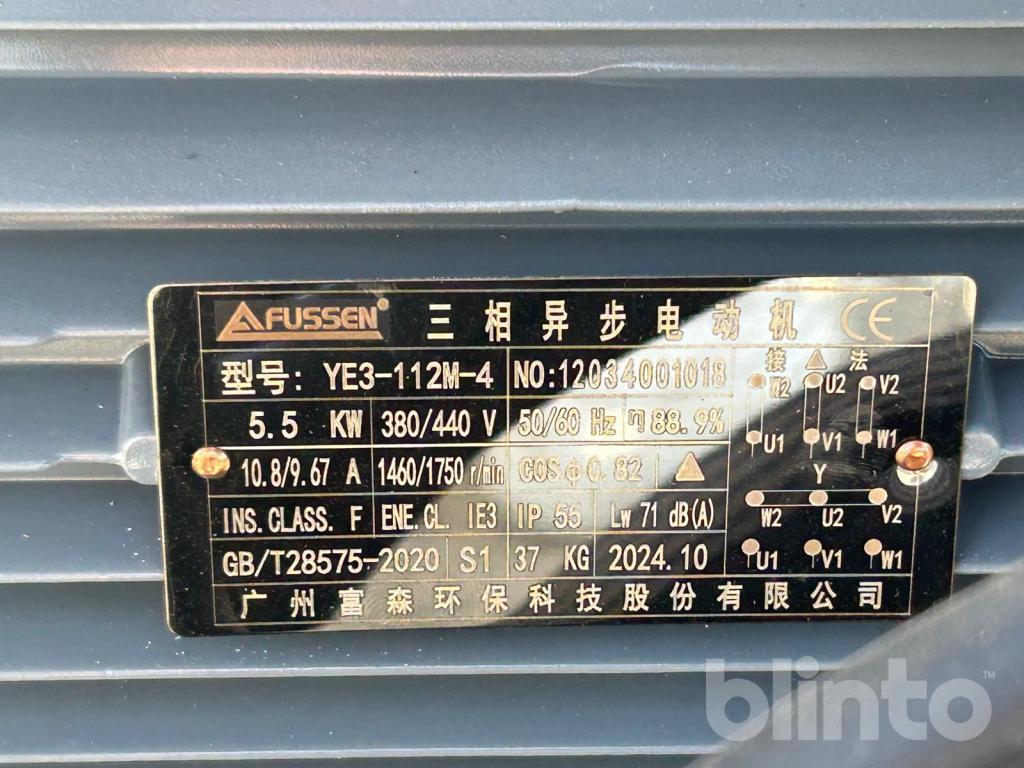 FUSSEN® 三相异步电动机 CE
型号: YE3-112M-4 NO:12034001018 接 △ 法
W2 U2 V2
5.5 KW 380/440 V 50/60 Hz η88.9%
U1 V1 W1
10.8/9.67 A 1460/1750 r/min COSφ0.82 △ Y
INS. CLASS. F ENE. CL. IE3 IP 55 Lw 71 dB(A)
W2 U2 V2
GB/T28575-2020 S1 37 KG 2024.10
U1 V1 W1
广州富森环保科技股份有限公司
blinto™